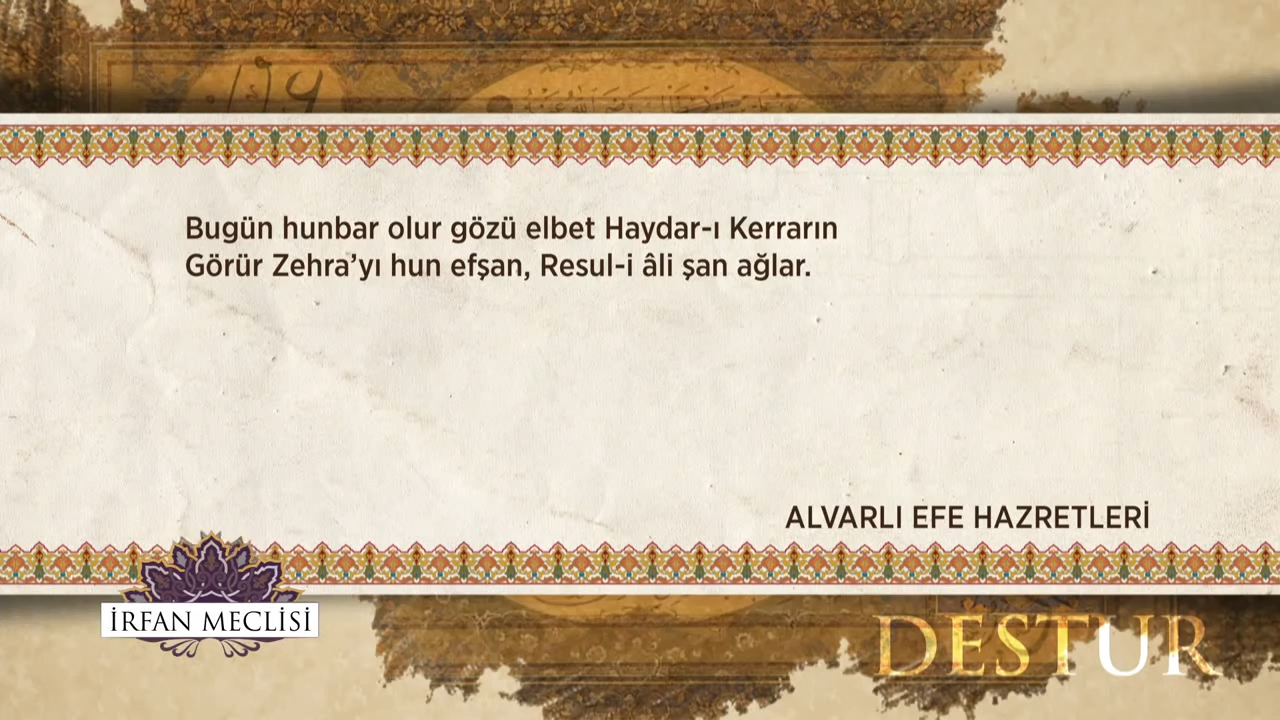 Bugün hunbar olur gözü elbet Haydar-ı Kerrarın
Görür Zehra’yı hun efşan, Resul-i âli şan ağlar.
ALVARLI EFE HAZRETLERİ
İRFAN MECLİSİ
DESTUR